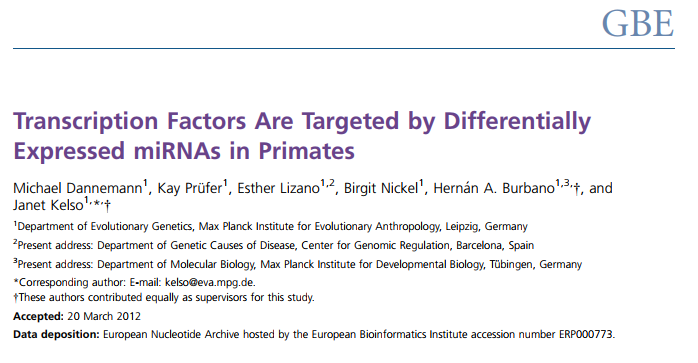 GBE
Transcription Factors Are Targeted by Differentially
Expressed miRNAs in Primates
Michael Dannemann1, Kay Prüfer1, Esther Lizano1,2, Birgit Nickel1, Hernán A. Burbano1,3,†, and
Janet Kelso1,*,†
1Department of Evolutionary Genetics, Max Planck Institute for Evolutionary Anthropology, Leipzig, Germany
2Present address: Department of Genetic Causes of Disease, Center for Genomic Regulation, Barcelona, Spain
3Present address: Department of Molecular Biology, Max Planck Institute for Developmental Biology, Tübingen, Germany
*Corresponding author: E-mail: kelso@eva.mpg.de.
†These authors contributed equally as supervisors for this study.
Accepted: 20 March 2012
Data deposition: European Nucleotide Archive hosted by the European Bioinformatics Institute accession number ERP000773.